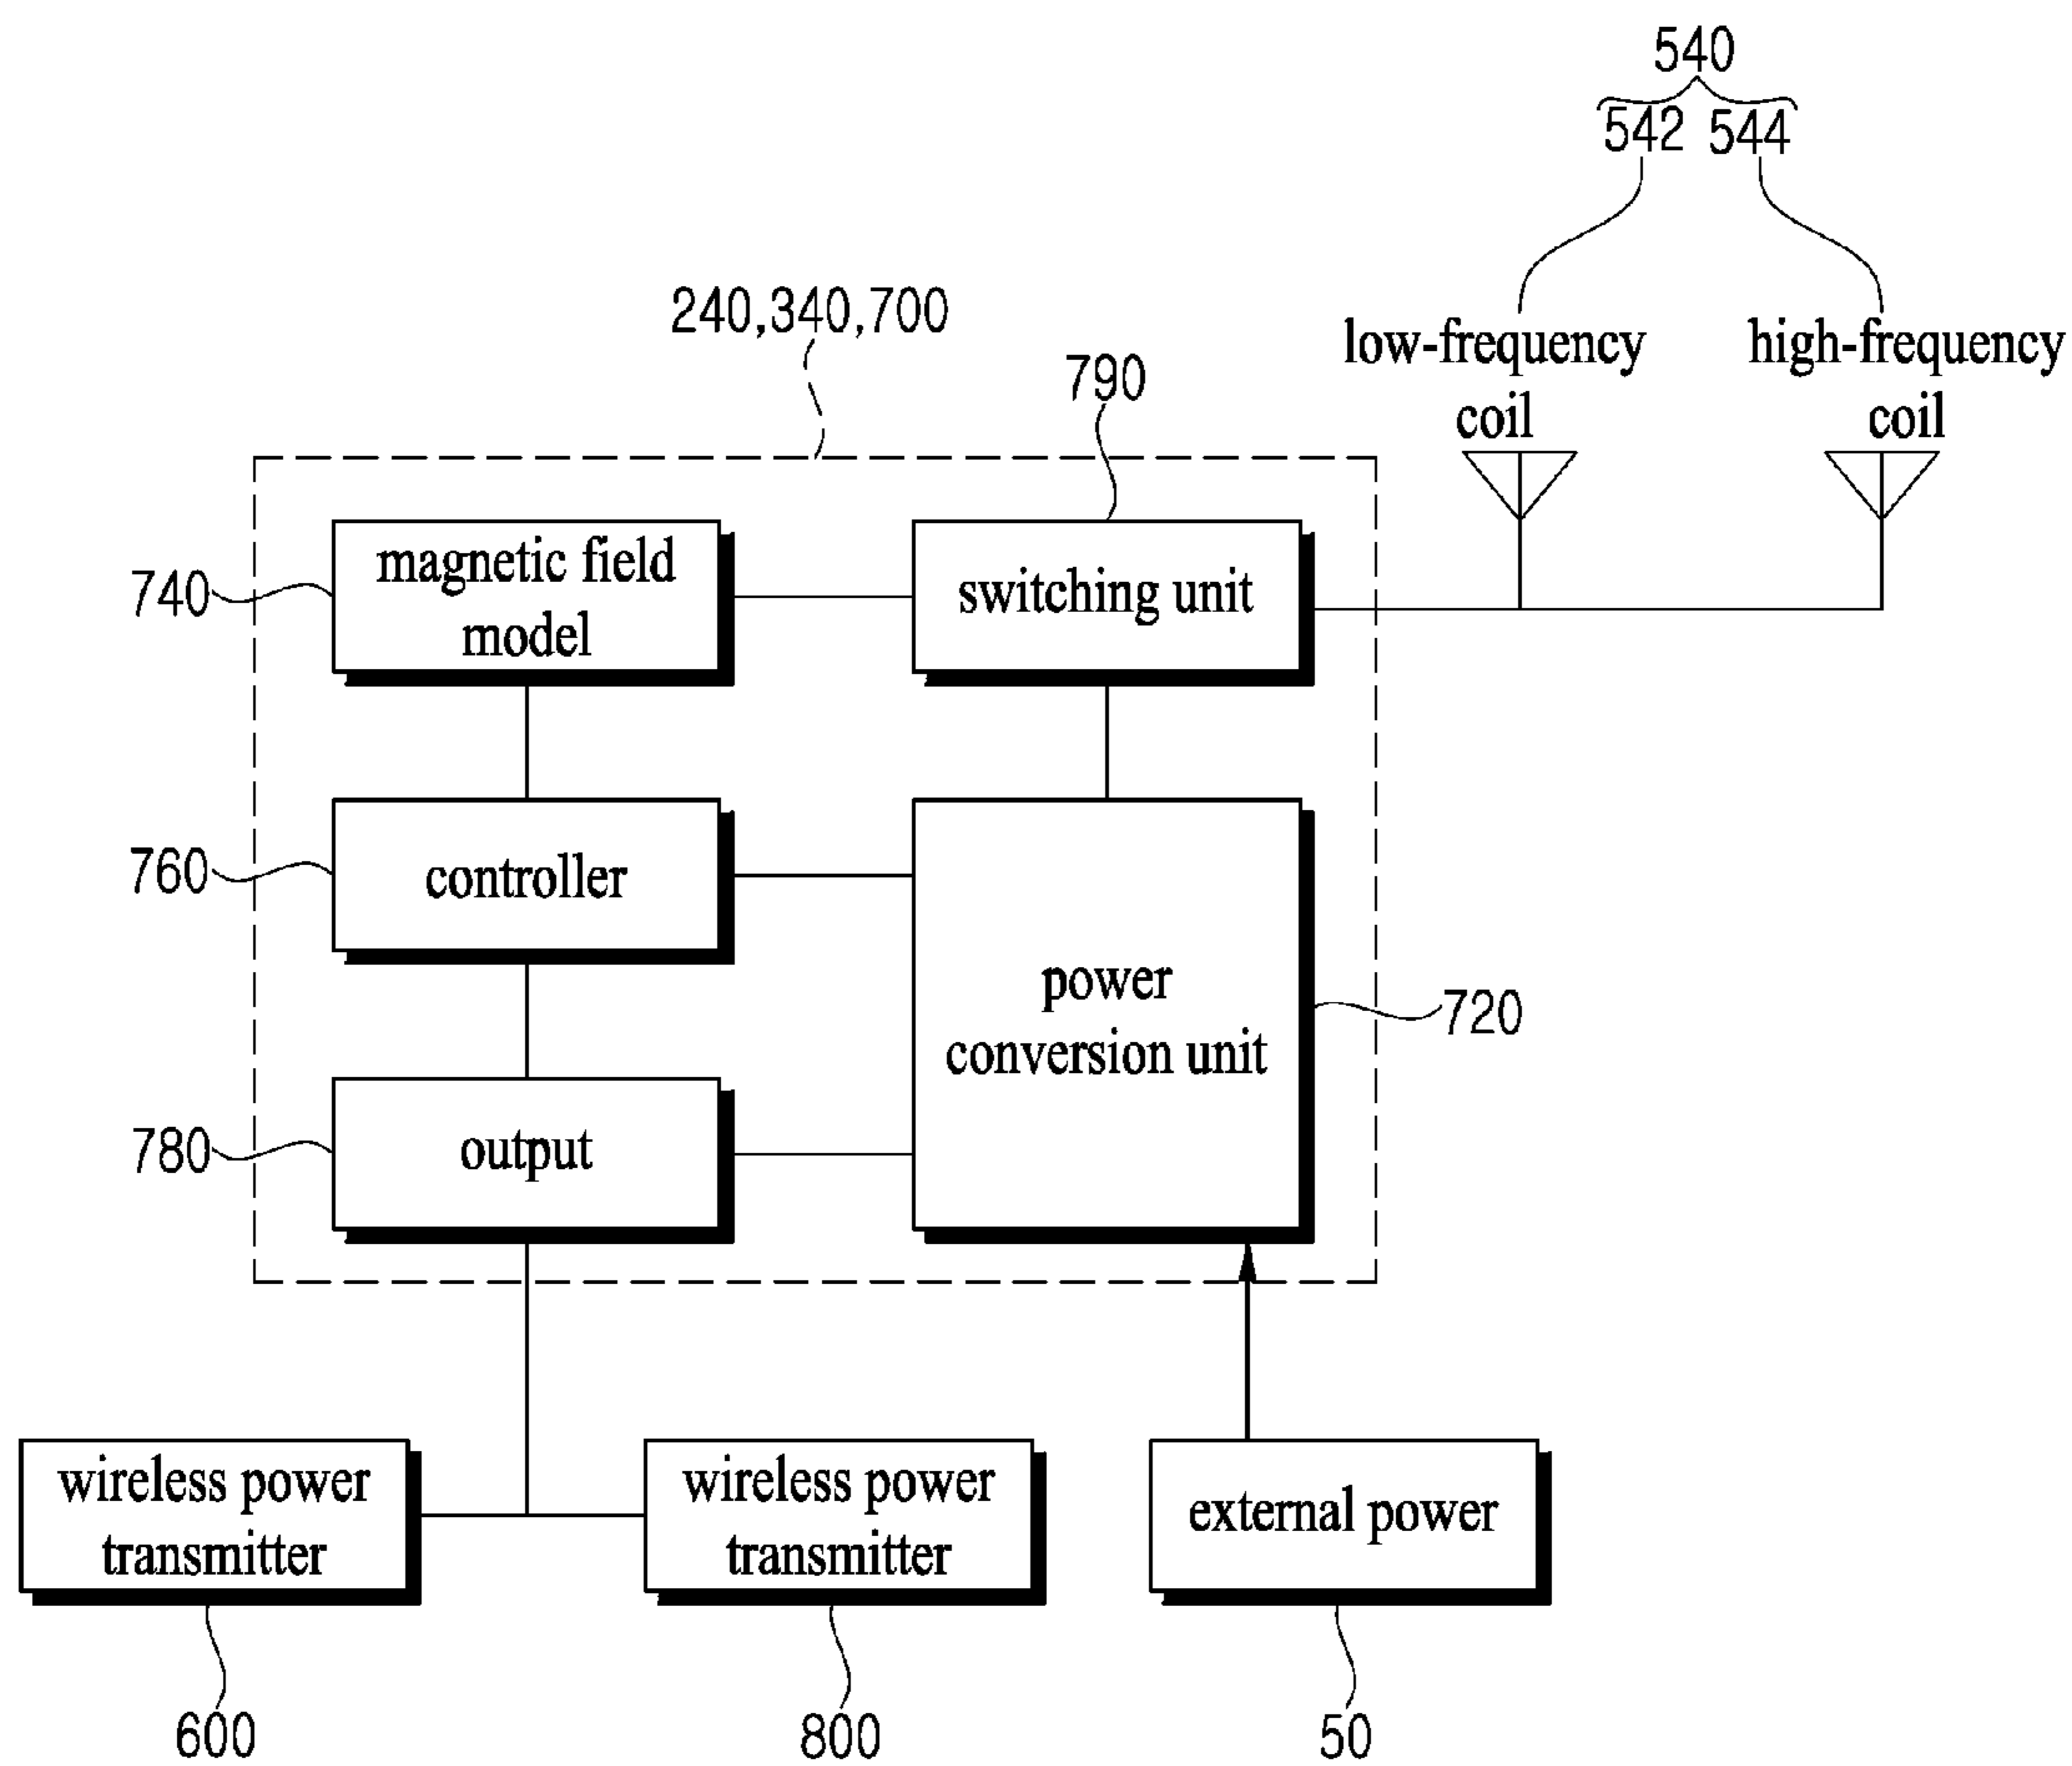 540
542 544
240,340,700
790
low-frequency
coil
high-frequency
coil
740
magnetic field
model
switching unit
760
controller
power
conversion unit
720
780
output
wireless power
transmitter
wireless power
transmitter
external power
600
800
50